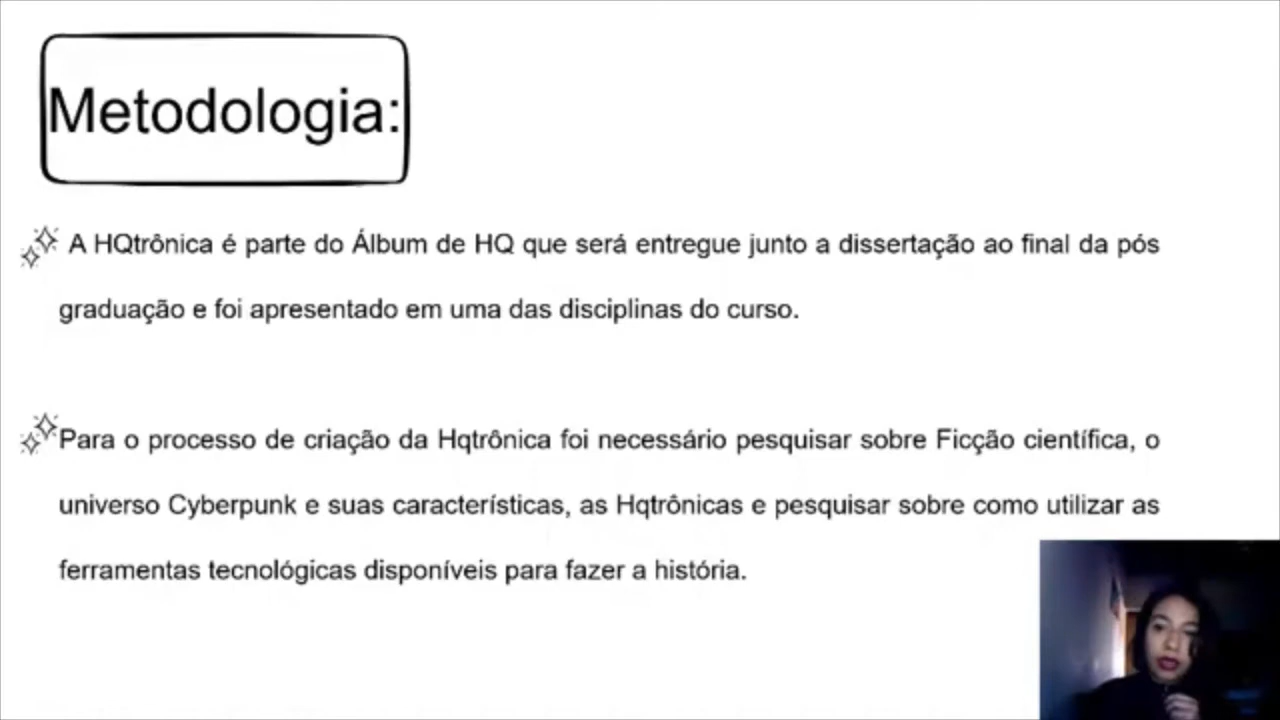 Metodologia:
A HQtrônica é parte do Álbum de HQ que será entregue junto a dissertação ao final da pós
graduação e foi apresentado em uma das disciplinas do curso.
Para o processo de criação da Hqtrônica foi necessário pesquisar sobre Ficção científica, o
universo Cyberpunk e suas características, as Hqtrônicas e pesquisar sobre como utilizar as
ferramentas tecnológicas disponíveis para fazer a história.